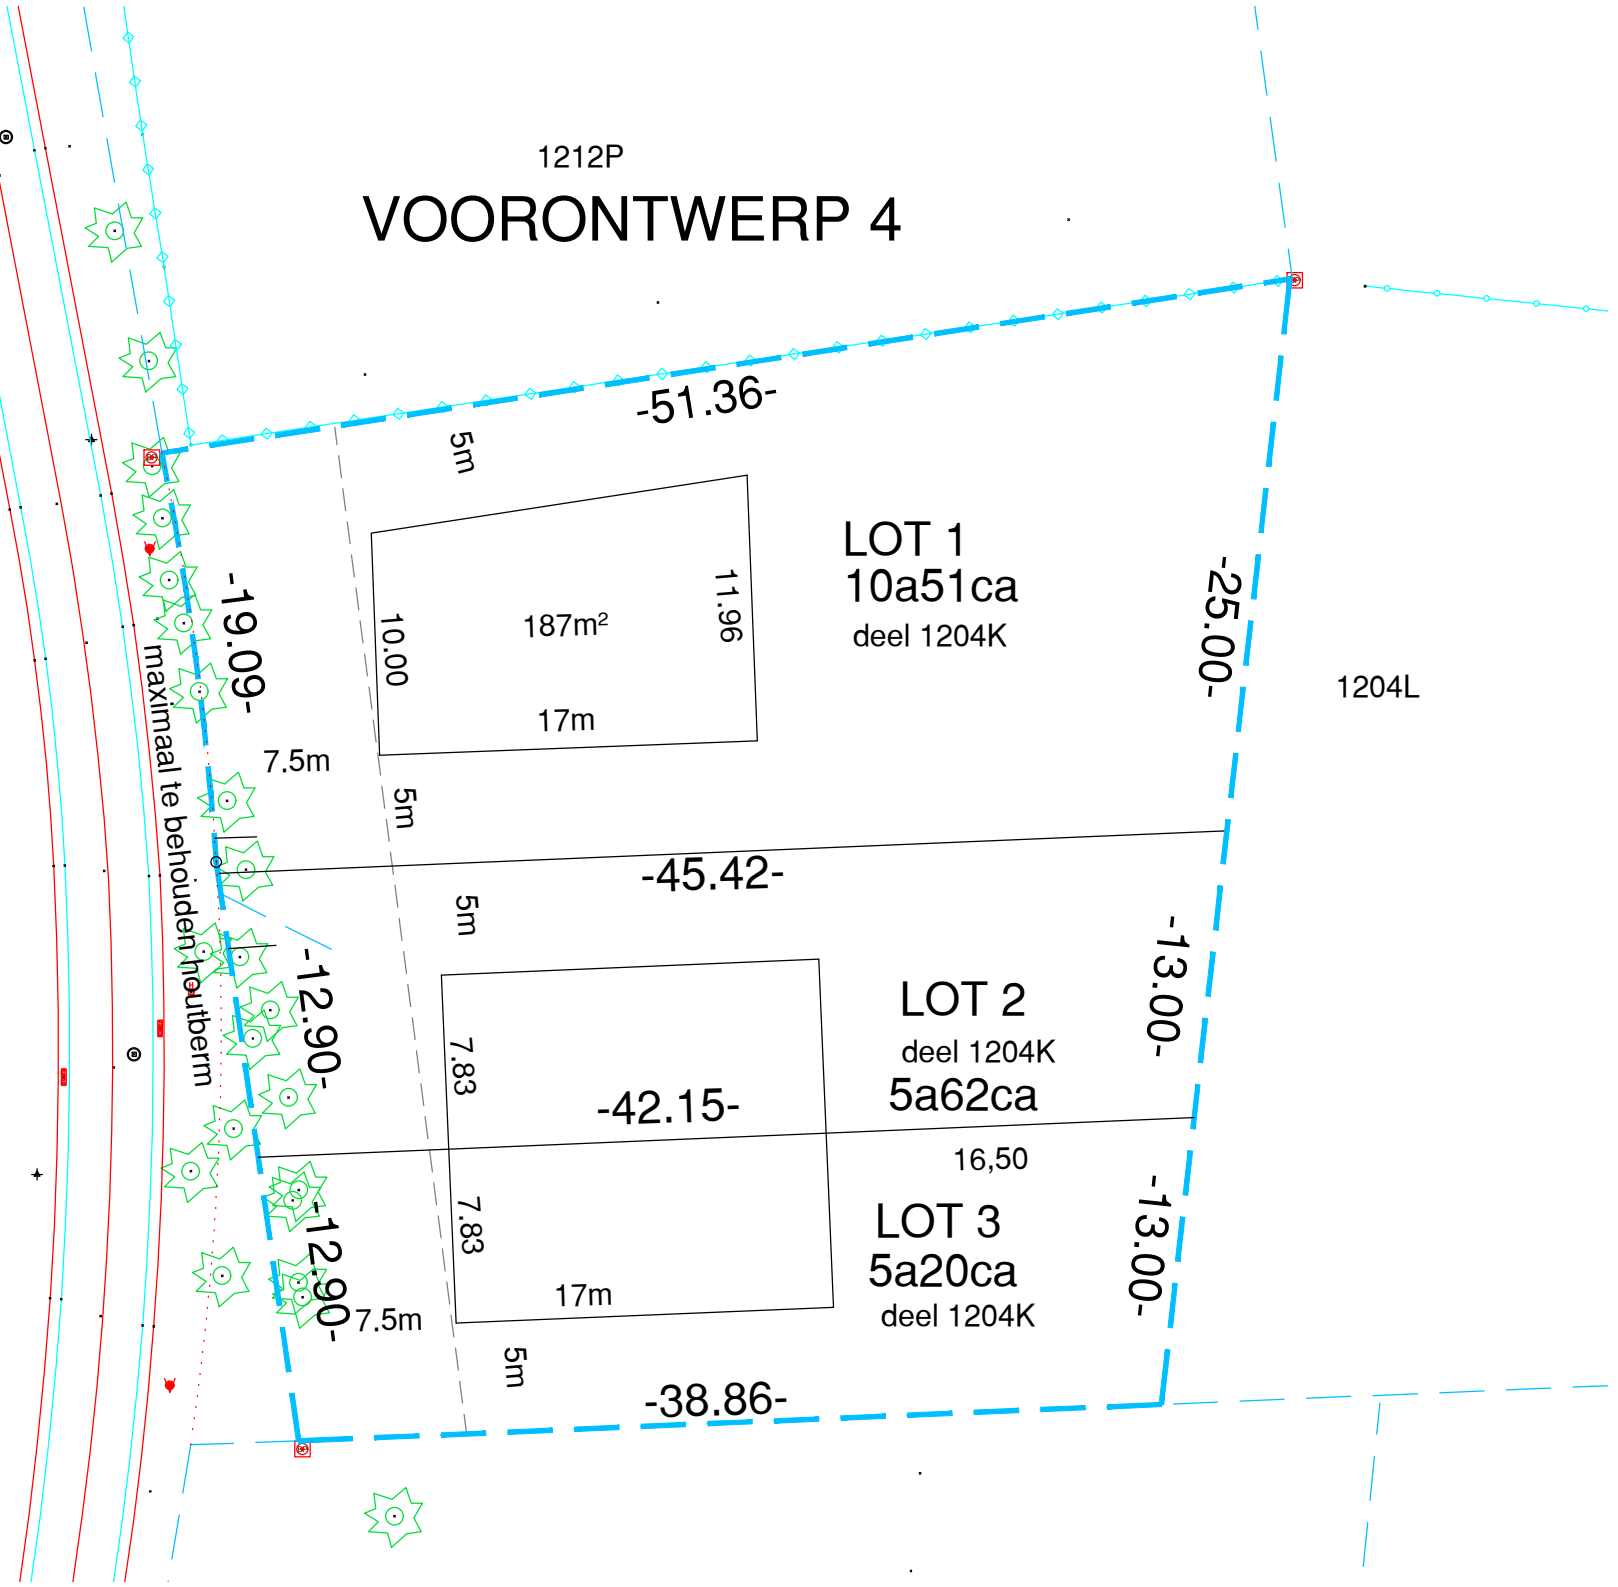 1212P
VOORONTWERP 4
-51.36-
5m
LOT 1
10a51ca
deel 1204K
187m²
10.00
11.96
17m
-19.09-
-25.00-
1204L
7.5m
5m
maximaal te behouden houtberm
-45.42-
5m
-12.90-
-13.00-
LOT 2
deel 1204K
5a62ca
7.83
-42.15-
16,50
7.83
LOT 3
5a20ca
deel 1204K
-12.90-
-13.00-
17m
7.5m
5m
-38.86-